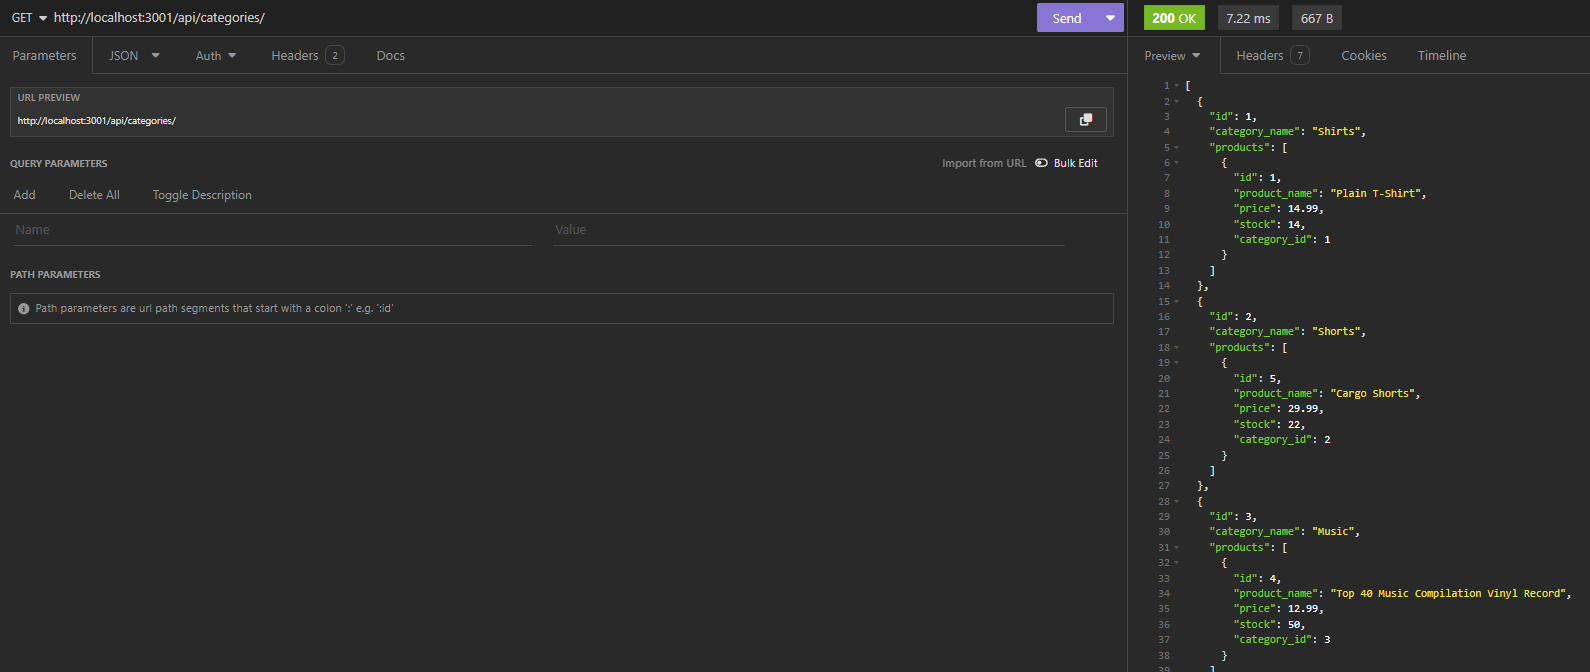 GET http://localhost:3001/api/categories/ Send 200 OK 7.22 ms 667 B
Parameters JSON Auth Headers 2 Docs Preview Headers 7 Cookies Timeline
URL PREVIEW
http://localhost:3001/api/categories/
QUERY PARAMETERS Import from URL Bulk Edit
Add Delete All Toggle Description
Name Value
PATH PARAMETERS
Path parameters are url path segments that start with a colon ':' e.g. ':id'
1 [
2 {
3 "id": 1,
4 "category_name": "Shirts",
5 "products": [
6 {
7 "id": 1,
8 "product_name": "Plain T-Shirt",
9 "price": 14.99,
10 "stock": 14,
11 "category_id": 1
12 }
13 ]
14 },
15 {
16 "id": 2,
17 "category_name": "Shorts",
18 "products": [
19 {
20 "id": 5,
21 "product_name": "Cargo Shorts",
22 "price": 29.99,
23 "stock": 22,
24 "category_id": 2
25 }
26 ]
27 },
28 {
29 "id": 3,
30 "category_name": "Music",
31 "products": [
32 {
33 "id": 4,
34 "product_name": "Top 40 Music Compilation Vinyl Record",
35 "price": 12.99,
36 "stock": 50,
37 "category_id": 3
38 }
39 ]